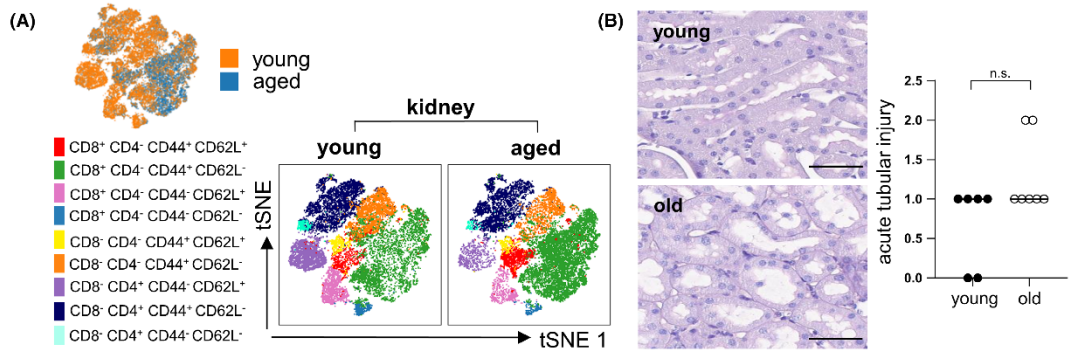 (A)
young
aged
CD8⁺ CD4⁻ CD44⁺ CD62L⁺
CD8⁺ CD4⁻ CD44⁺ CD62L⁻
CD8⁺ CD4⁻ CD44⁻ CD62L⁺
CD8⁺ CD4⁻ CD44⁻ CD62L⁻
CD8⁻ CD4⁻ CD44⁺ CD62L⁺
CD8⁻ CD4⁻ CD44⁺ CD62L⁻
CD8⁻ CD4⁺ CD44⁻ CD62L⁺
CD8⁻ CD4⁺ CD44⁺ CD62L⁻
CD8⁻ CD4⁺ CD44⁻ CD62L⁻
kidney
young
aged
tSNE
tSNE 1
(B)
young
old
acute tubular injury
n.s.
2.5
2.0
1.5
1.0
0.5
0.0
young
old